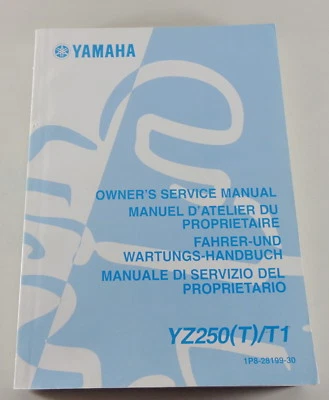 YAMAHA
OWNER'S SERVICE MANUAL
MANUEL D'ATELIER DU
PROPRIETAIRE
FAHRER-UND
WARTUNGS-HANDBUCH
MANUALE DI SERVIZIO DEL
PROPRIETARIO
YZ250(T)/T1
1P8-28199-30